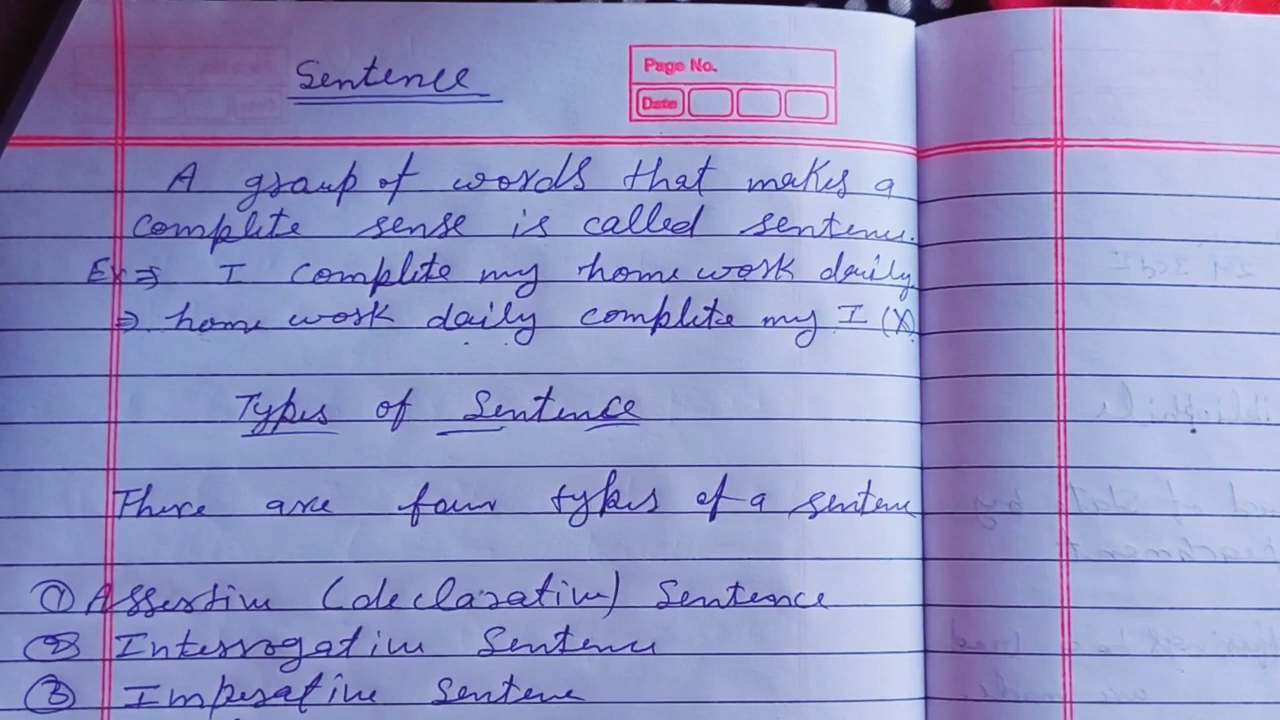 Sentence
Page No.
Date
A group of words that makes a
complete sense is called sentence.
Ex ⇒ I complete my home work daily
⇒ home work daily complete my I (X)
Types of Sentence
There are four types of a sentence
① Assertive (declarative) Sentence
② Interrogative Sentence
③ Imperative Sentence